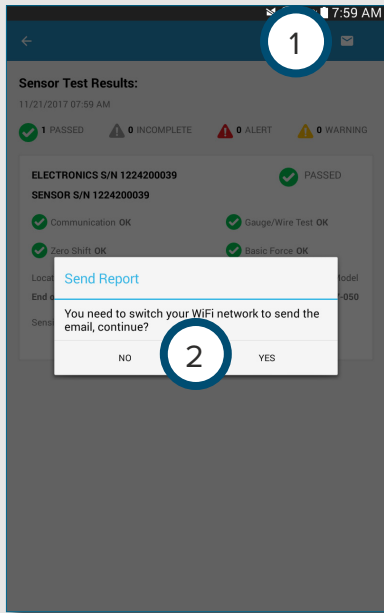 7:59 AM
1
Sensor Test Results:
11/21/2017 07:59 AM
1 PASSED 0 INCOMPLETE 0 ALERT 0 WARNING
ELECTRONICS S/N 1224200039 PASSED
SENSOR S/N 1224200039
Communication OK Gauge/Wire Test OK
Zero Shift OK Basic Force OK
Send Report
You need to switch your WiFi network to send the
email, continue?
NO 2 YES